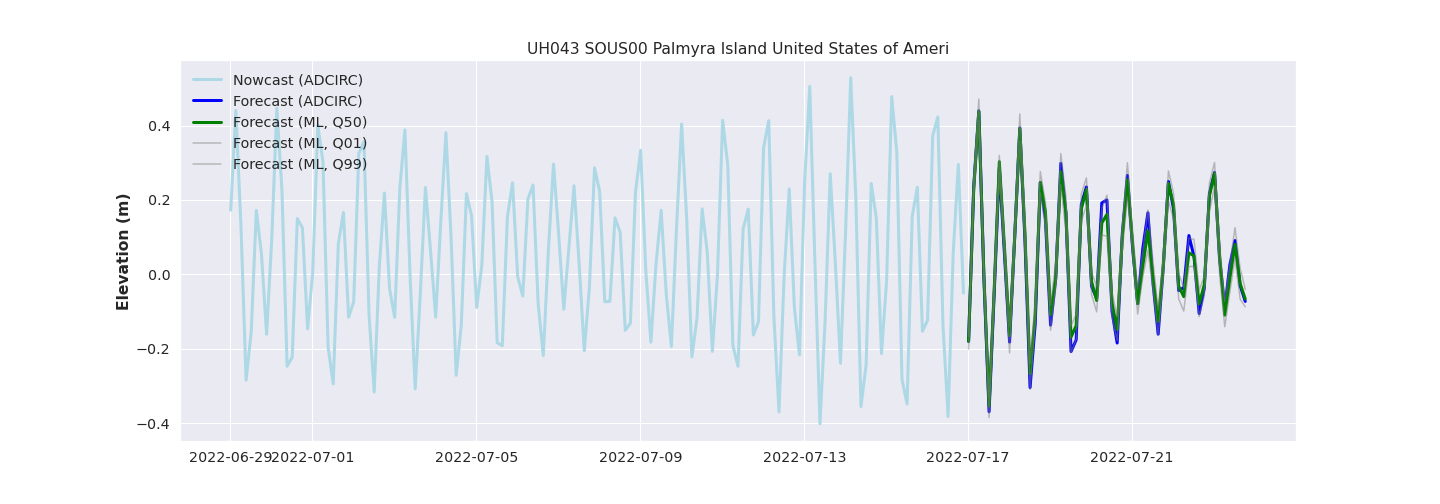 UH043 SOUS00 Palmyra Island United States of Ameri
Nowcast (ADCIRC)
Forecast (ADCIRC)
Forecast (ML, Q50)
Forecast (ML, Q01)
Forecast (ML, Q99)
Elevation (m)
0.4
0.2
0.0
−0.2
−0.4
2022-06-29 2022-07-01 2022-07-05 2022-07-09 2022-07-13 2022-07-17 2022-07-21